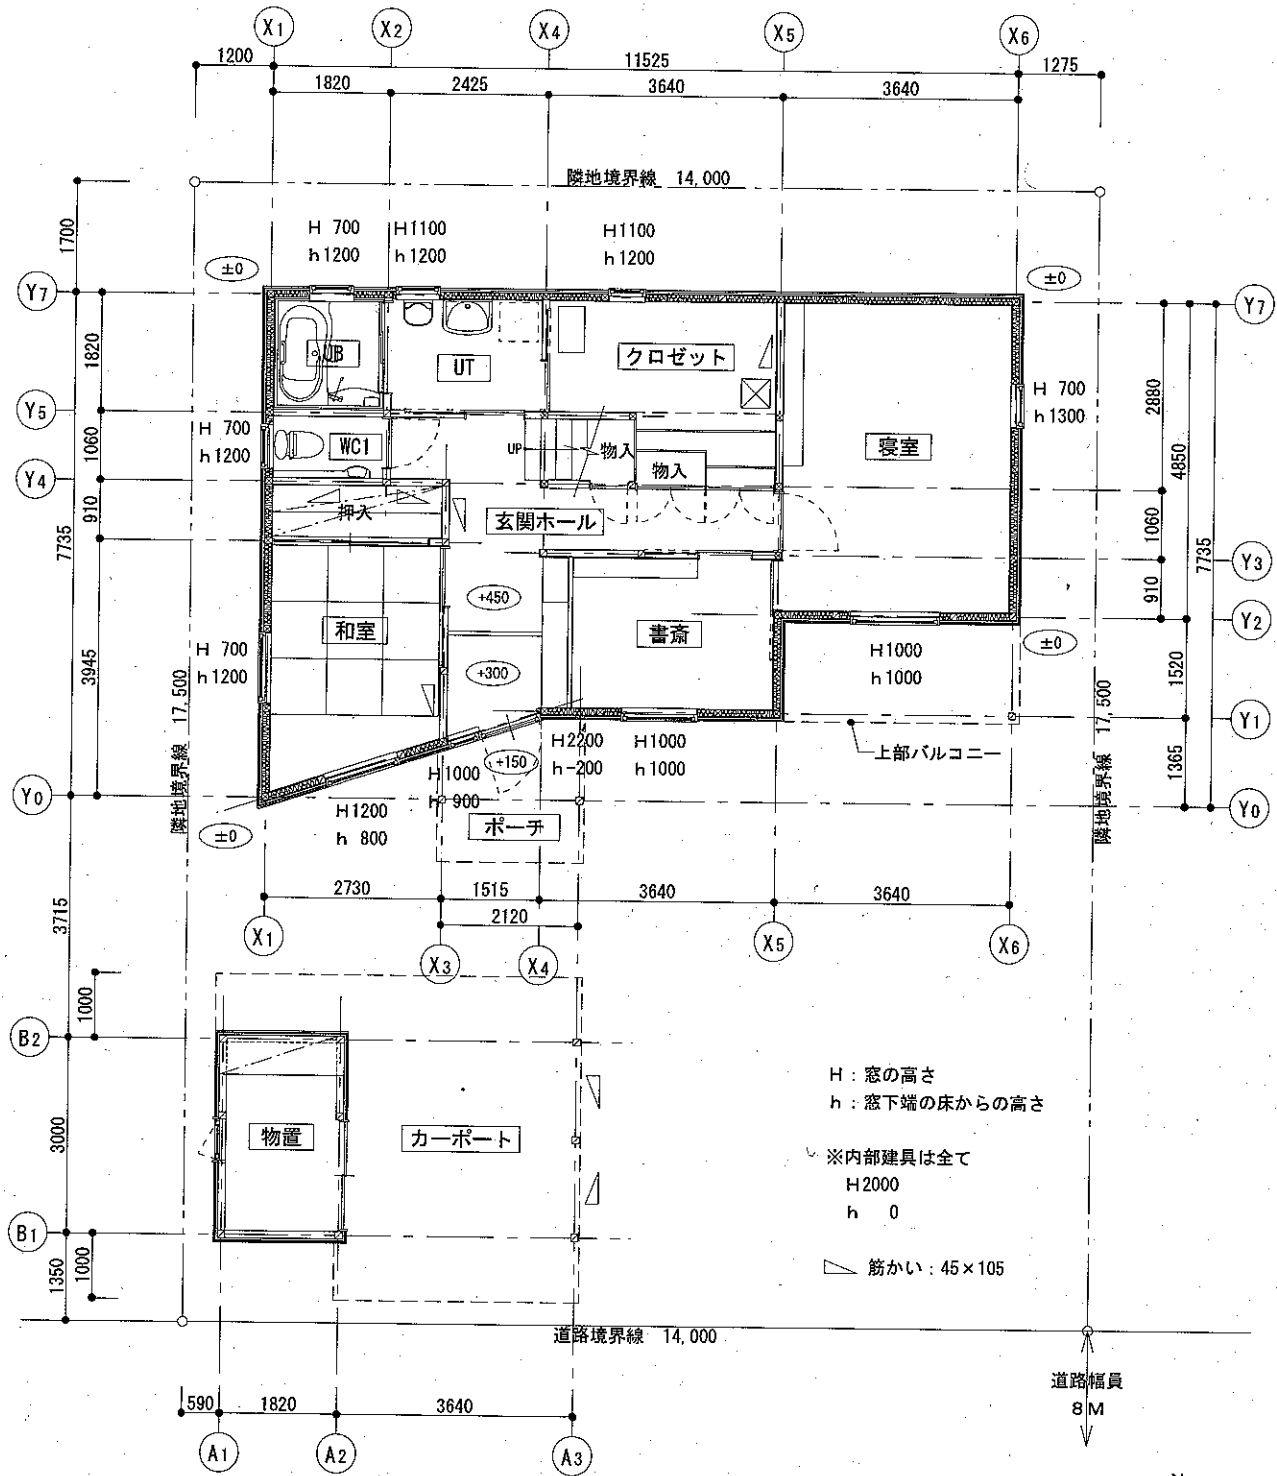 X1
X2
X4
X5
X6
1200
11525
1275
1820
2425
3640
3640
隣地境界線 14,000
1700
H 700
h1200
H1100
h1200
H1100
h1200
±0
±0
Y7
Y7
1820
UB
UT
クロゼット
H 700
h1300
2880
Y5
H 700
h1200
WC1
UP
物入
物入
寝室
4850
1060
Y4
910
押入
玄関ホール
7735
1060
7735
Y3
+450
910
和室
書斎
Y2
H 700
h1200
3945
+300
H1000
h1000
±0
1520
隣地境界線 17,500
隣地境界線 17,500
H2200
h-200
H1000
h1000
Y1
上部バルコニー
+150
H1000
h 900
1365
Y0
Y0
±0
H1200
h 800
ポーチ
2730
1515
3640
3640
2120
3715
X1
X3
X4
X5
X6
1000
B2
H：窓の高さ
h：窓下端の床からの高さ
3000
物置
カーポート
※内部建具は全て
H2000
h 0
B1
1350
1000
筋かい：45×105
道路境界線 14,000
道路幅員
8M
590
1820
3640
A1
A2
A3